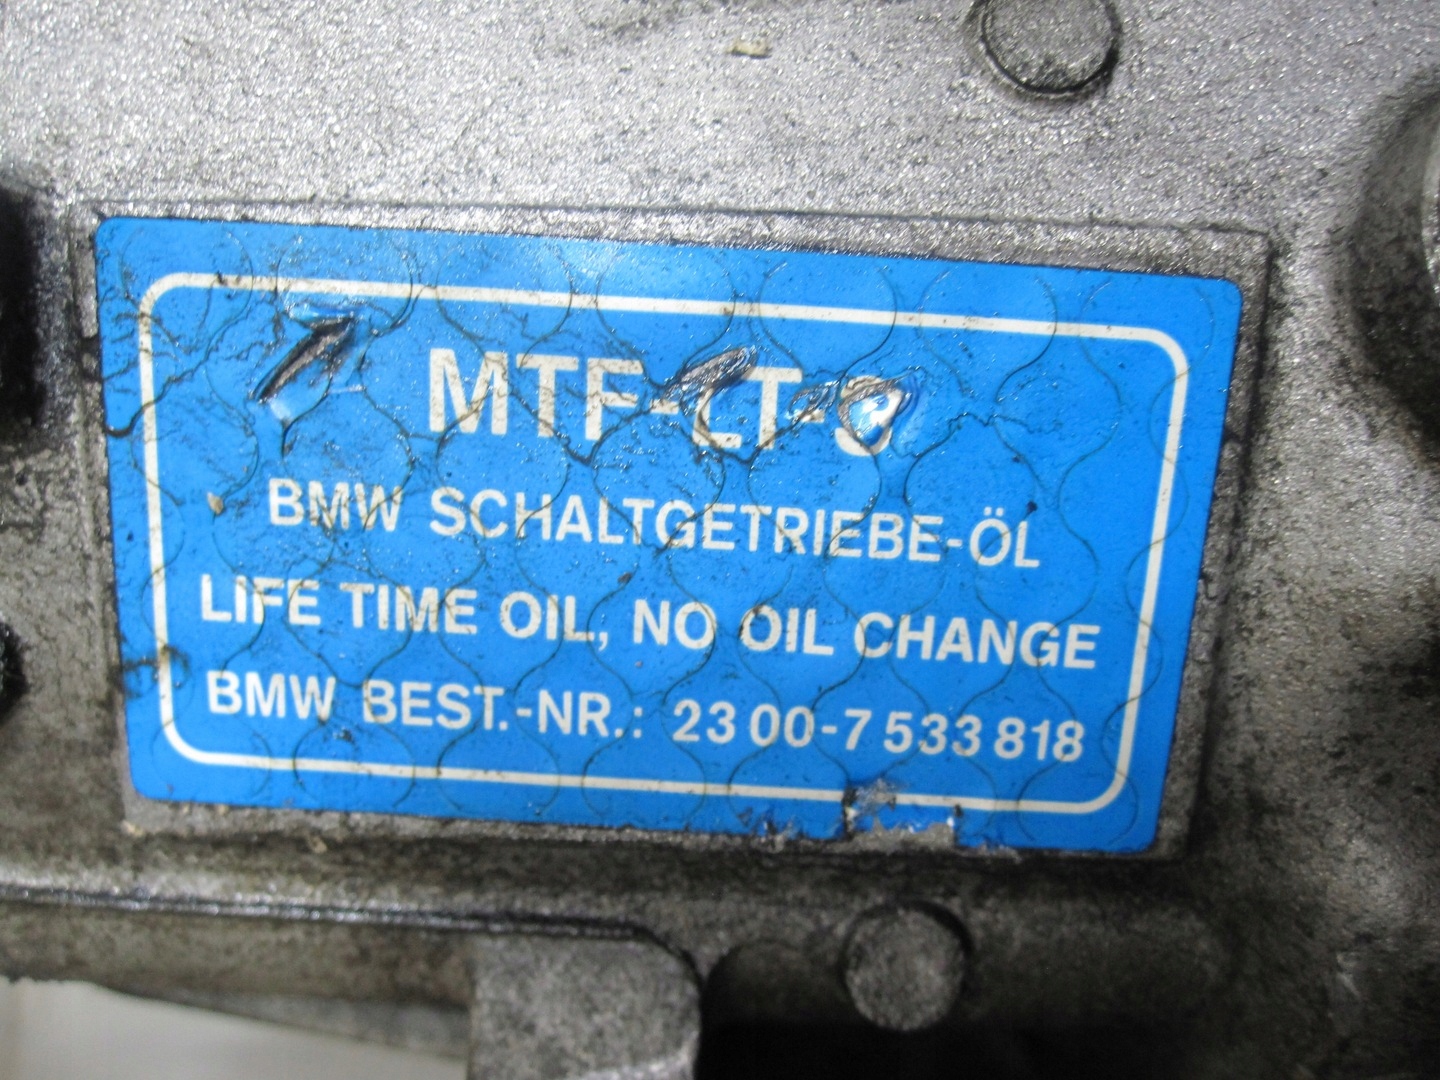 MTF-LT-3
BMW SCHALTGETRIEBE-ÖL
LIFE TIME OIL, NO OIL CHANGE
BMW BEST.-NR.: 23 00-7 533 818